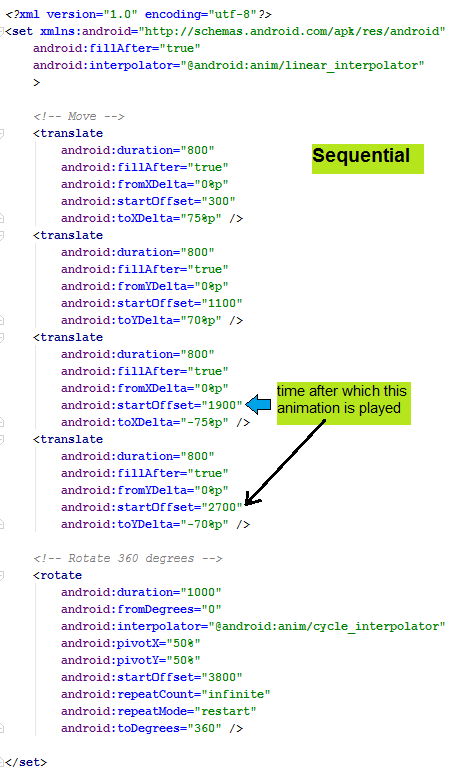 <?xml version="1.0" encoding="utf-8"?>
<set xmlns:android="http://schemas.android.com/apk/res/android"
android:fillAfter="true"
android:interpolator="@android:anim/linear_interpolator"
>
<!-- Move -->
<translate
android:duration="800"
android:fillAfter="true"
android:fromXDelta="0%p"
android:startOffset="300"
android:toXDelta="75%p" />
Sequential
<translate
android:duration="800"
android:fillAfter="true"
android:fromYDelta="0%p"
android:startOffset="1100"
android:toYDelta="70%p" />
<translate
android:duration="800"
android:fillAfter="true"
android:fromXDelta="0%p"
android:startOffset="1900"
android:toXDelta="-75%p" />
time after which this
animation is played
<translate
android:duration="800"
android:fillAfter="true"
android:fromYDelta="0%p"
android:startOffset="2700"
android:toYDelta="-70%p" />
<!-- Rotate 360 degrees -->
<rotate
android:duration="1000"
android:fromDegrees="0"
android:interpolator="@android:anim/cycle_interpolator"
android:pivotX="50%"
android:pivotY="50%"
android:startOffset="3800"
android:repeatCount="infinite"
android:repeatMode="restart"
android:toDegrees="360" />
</set>